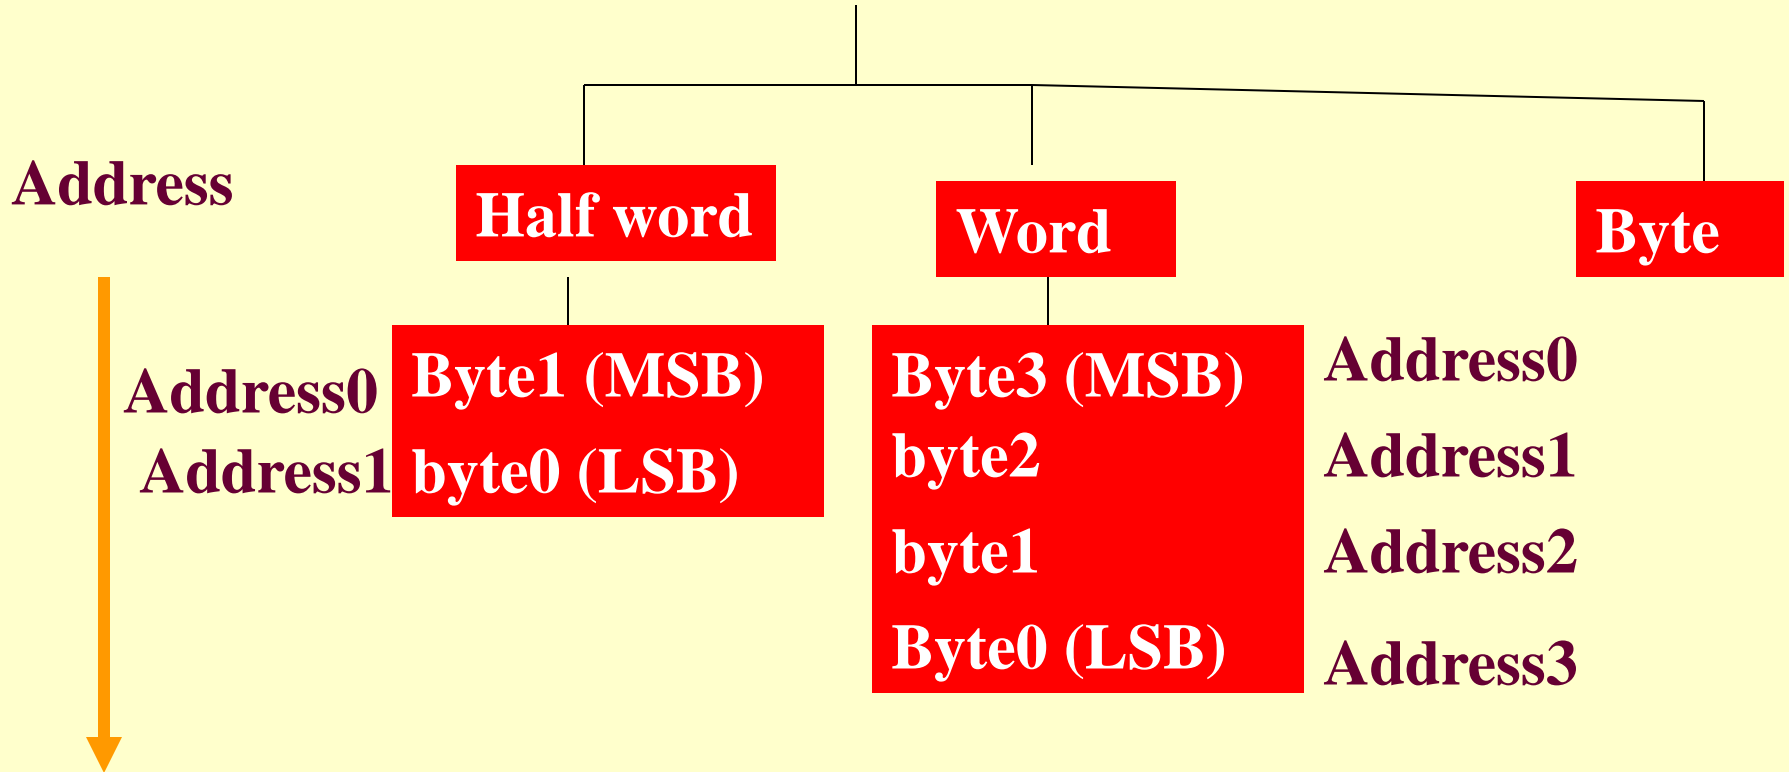 Address
Half word
Word
Byte
Address0
Byte1 (MSB)
Address1
byte0 (LSB)
Byte3 (MSB)
Address0
byte2
Address1
byte1
Address2
Byte0 (LSB)
Address3